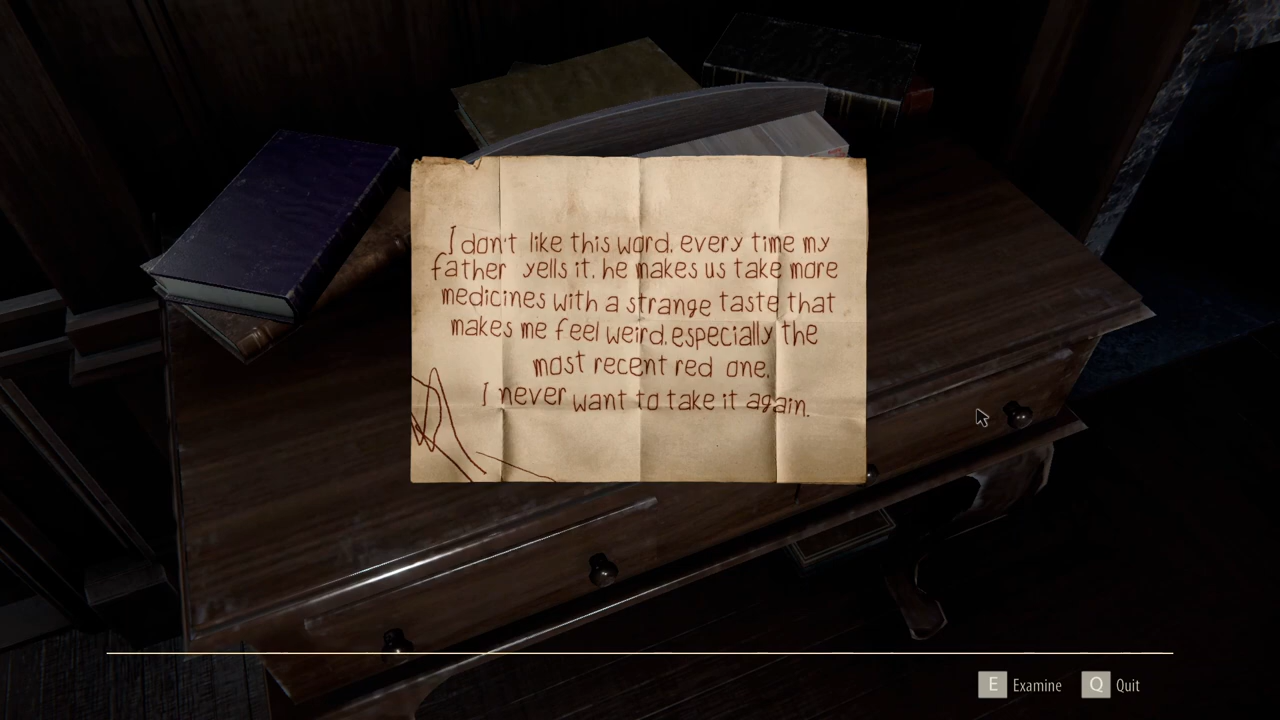 I don't like this word. every time my
father yells it. he makes us take more
medicines with a strange taste that
makes me feel weird. especially the
most recent red one.
I never want to take it again.
E Examine Q Quit